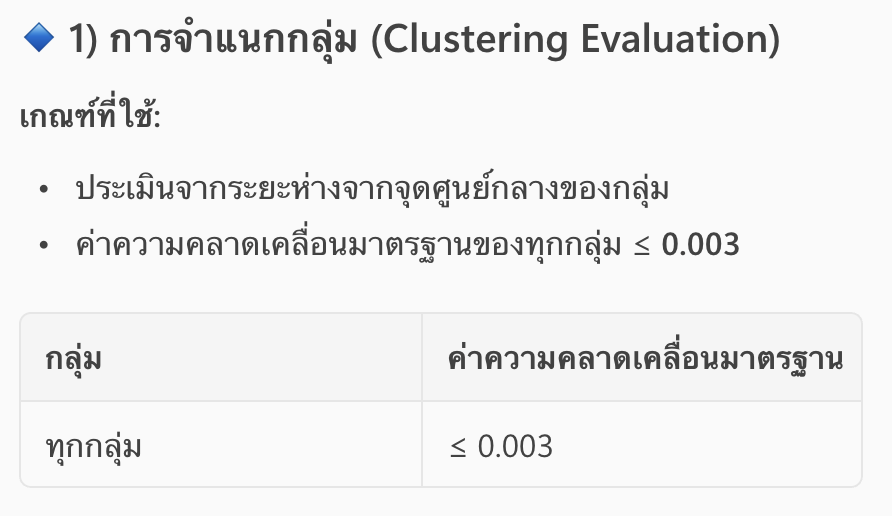 🔷 1) การจำแนกกลุ่ม (Clustering Evaluation)
เกณฑ์ที่ใช้:
• ประเมินจากระยะห่างจากจุดศูนย์กลางของกลุ่ม
• ค่าความคลาดเคลื่อนมาตรฐานของทุกกลุ่ม ≤ 0.003
กลุ่ม ค่าความคลาดเคลื่อนมาตรฐาน
ทุกกลุ่ม ≤ 0.003